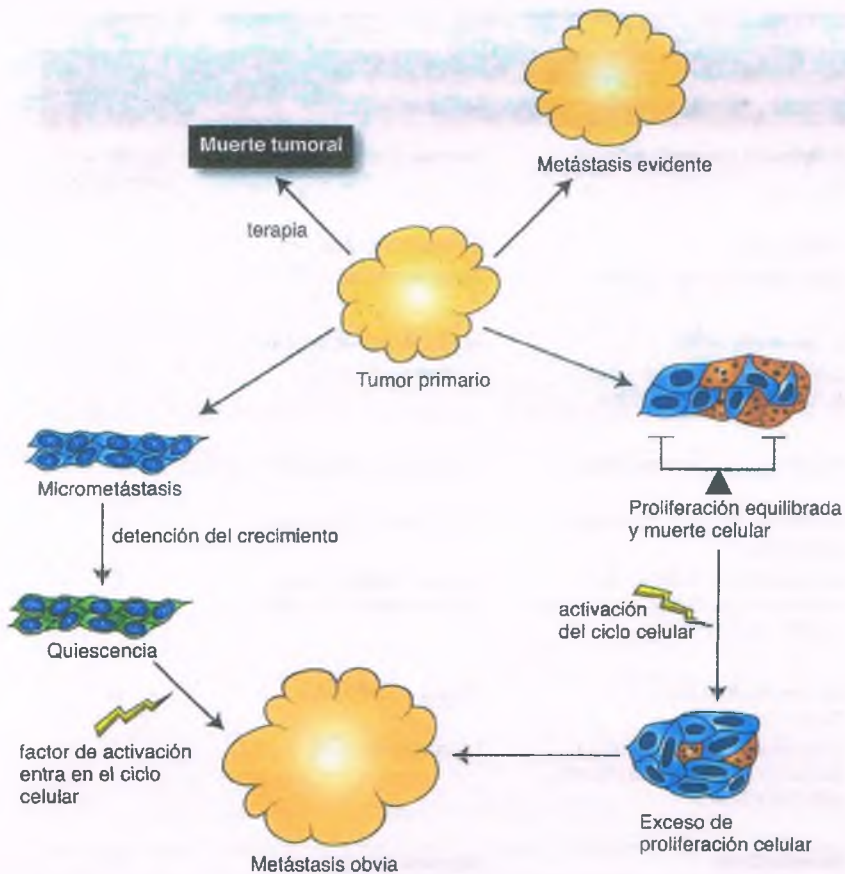 Muerte tumoral
Metástasis evidente
terapia
Tumor primario
Micrometástasis
detención del crecimiento
Quiescencia
factor de activación
entra en el ciclo
celular
Proliferación equilibrada
y muerte celular
activación
del ciclo celular
Exceso de
proliferación celular
Metástasis obvia